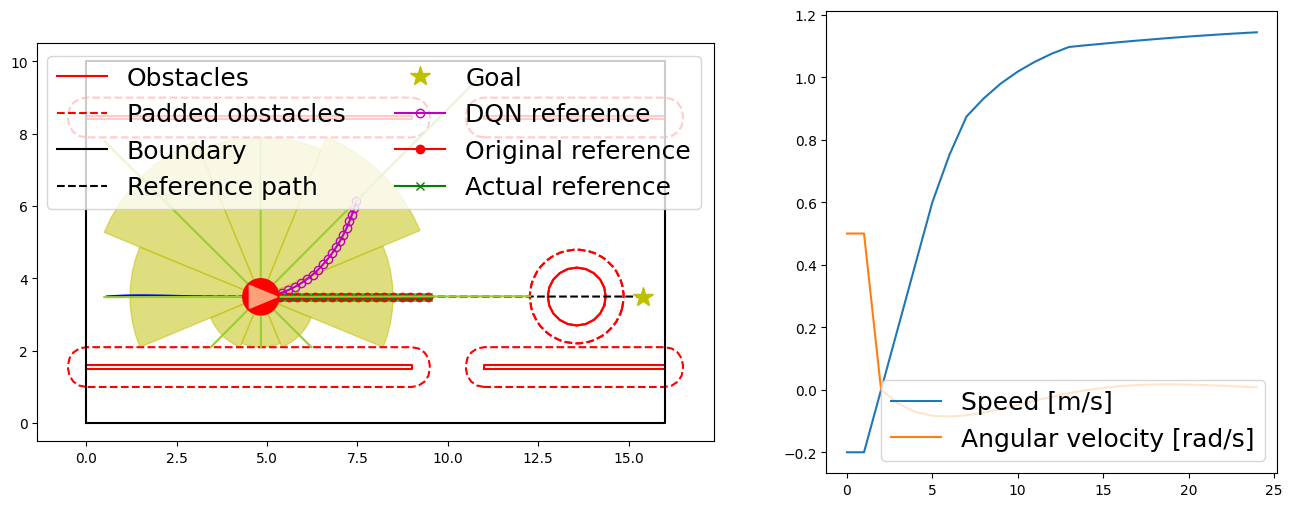 Obstacles
Padded obstacles
Boundary
Reference path
Goal
DQN reference
Original reference
Actual reference
10
8
6
4
2
0
0.0 2.5 5.0 7.5 10.0 12.5 15.0
1.2
1.0
0.8
0.6
0.4
0.2
0.0
−0.2
Speed [m/s]
Angular velocity [rad/s]
0 5 10 15 20 25